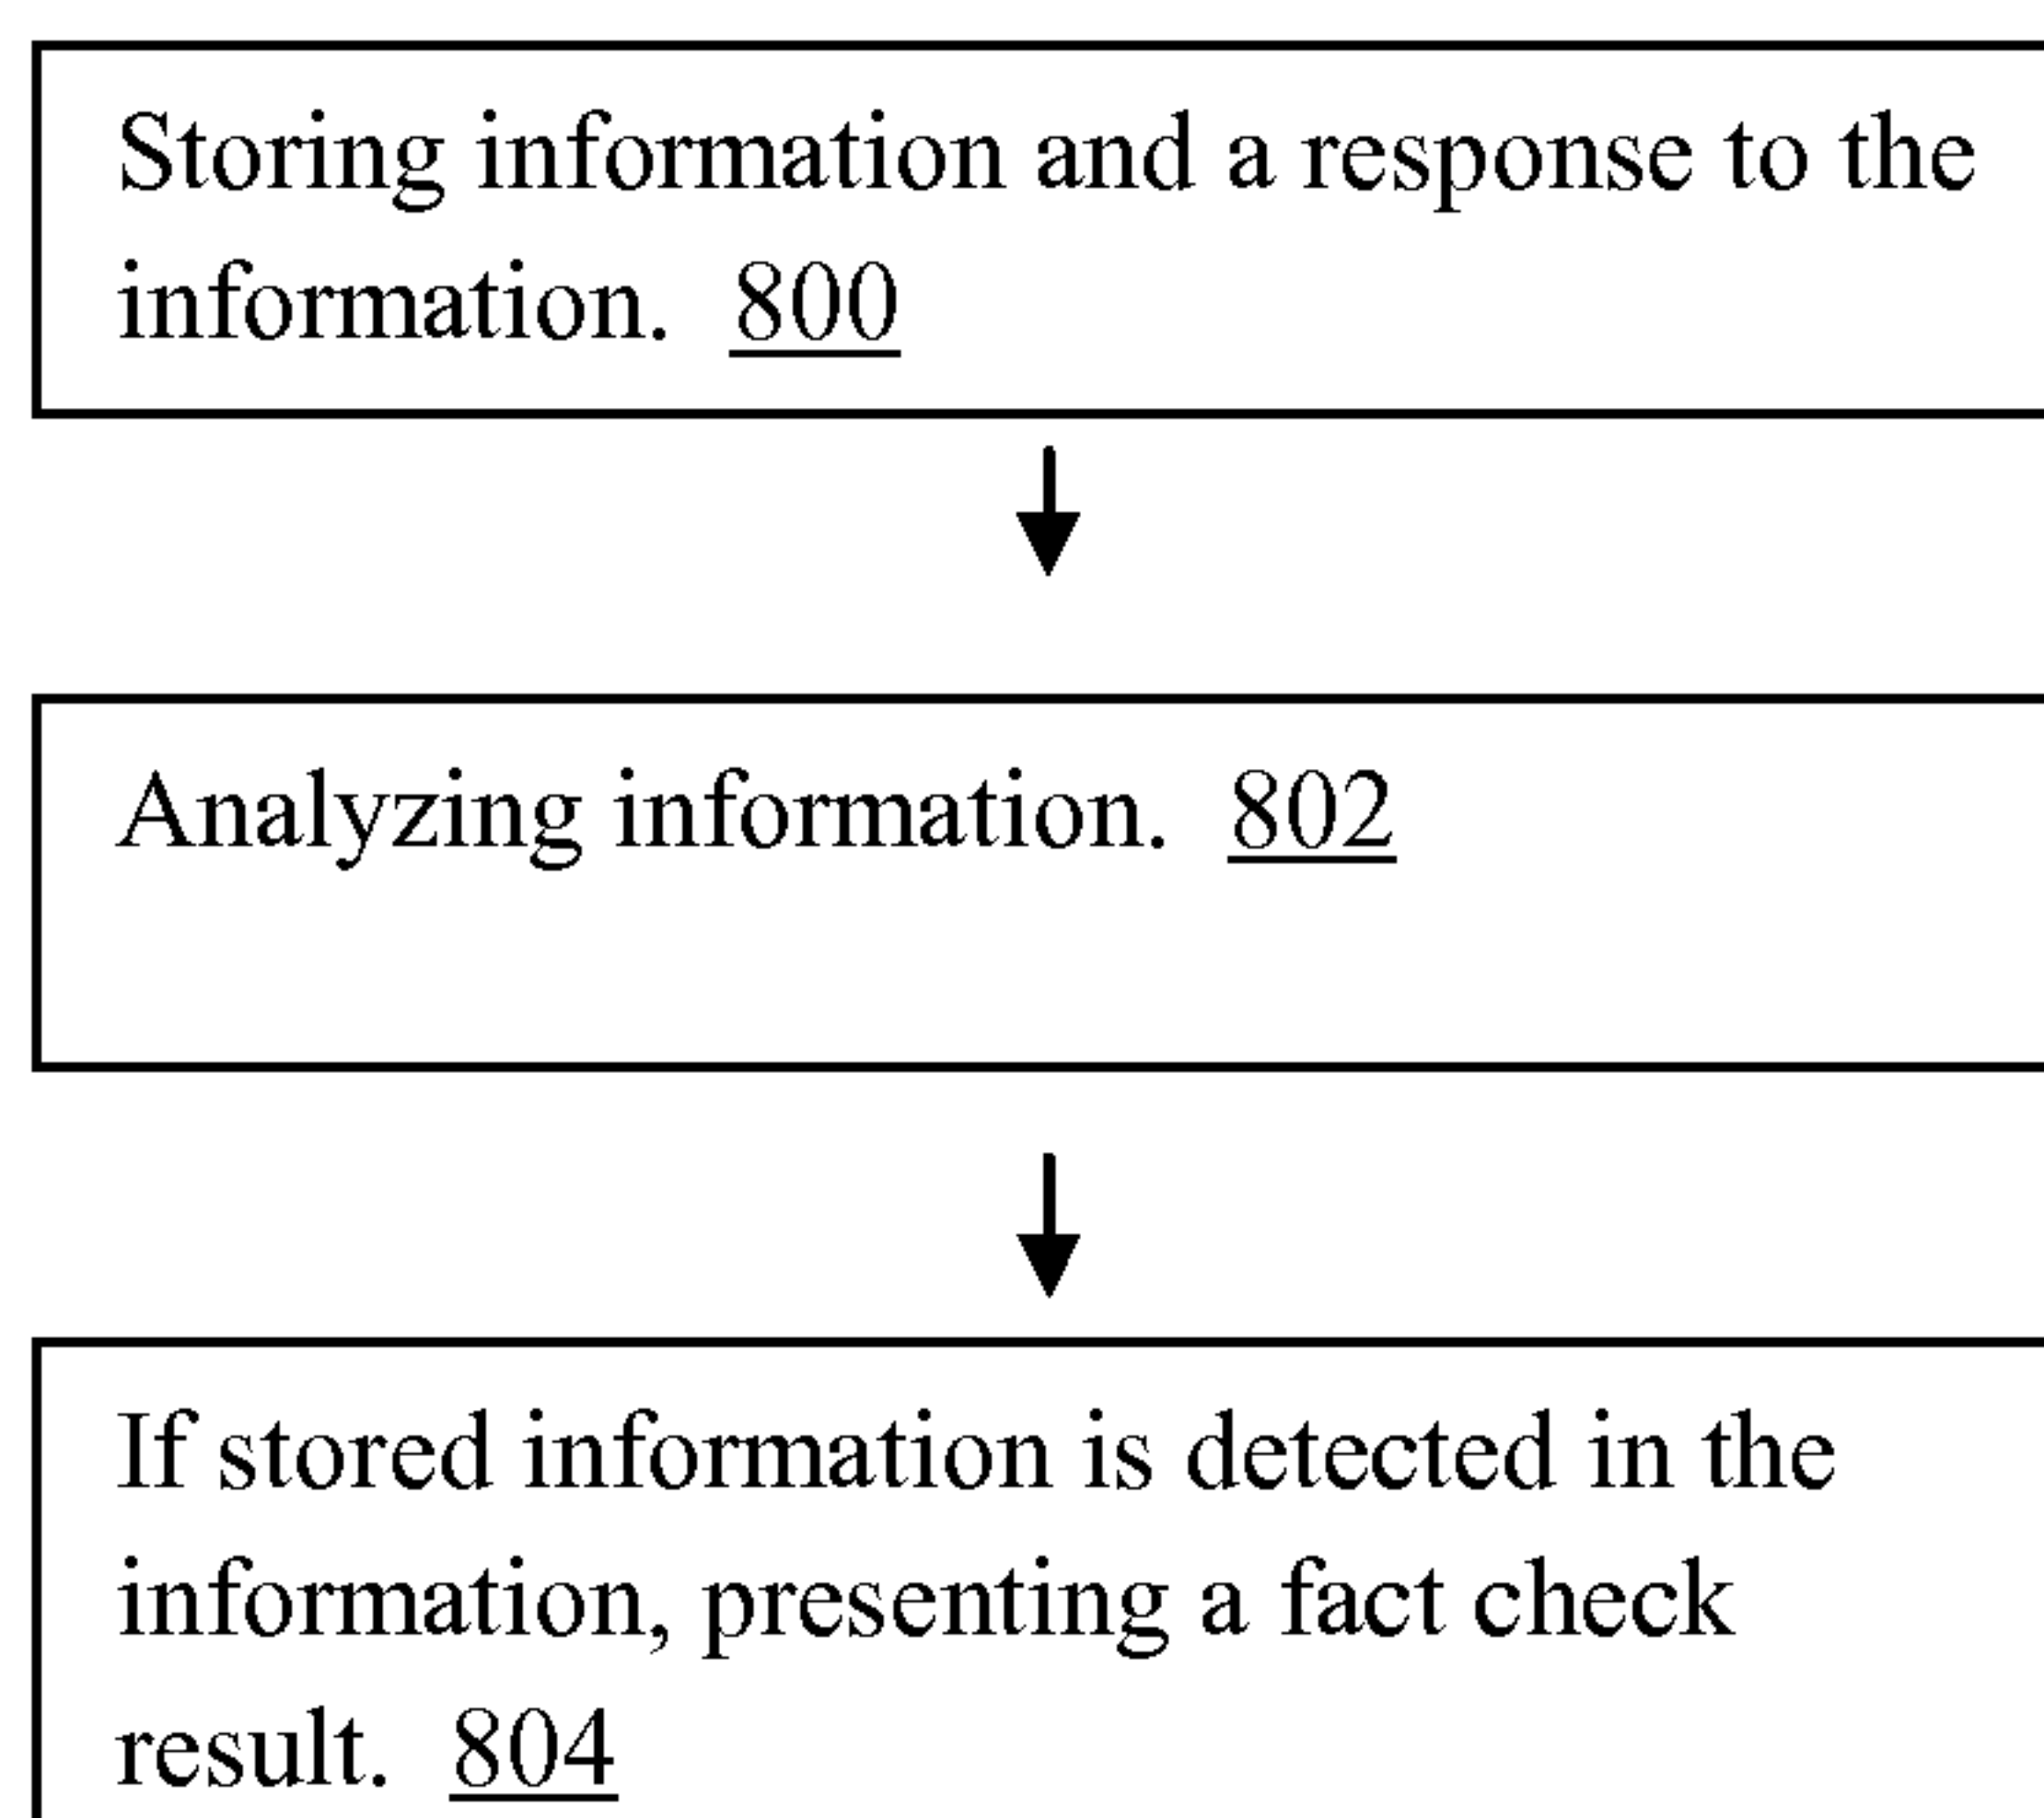 Storing information and a response to the
information. 800
Analyzing information. 802
If stored information is detected in the
information, presenting a fact check
result. 804